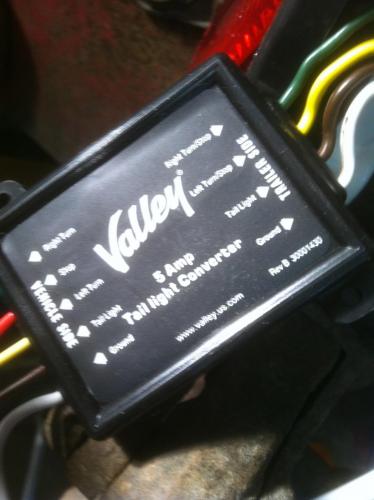 Right Turn/Stop
Left Turn/Stop
Tail Light
Ground
TRAILER SIDE
Valley®
5 Amp
Tail light Converter
www.valley.us.com
Rev B 30001430
Right Turn
Stop
Left Turn
Tail Light
Ground
VEHICLE SIDE